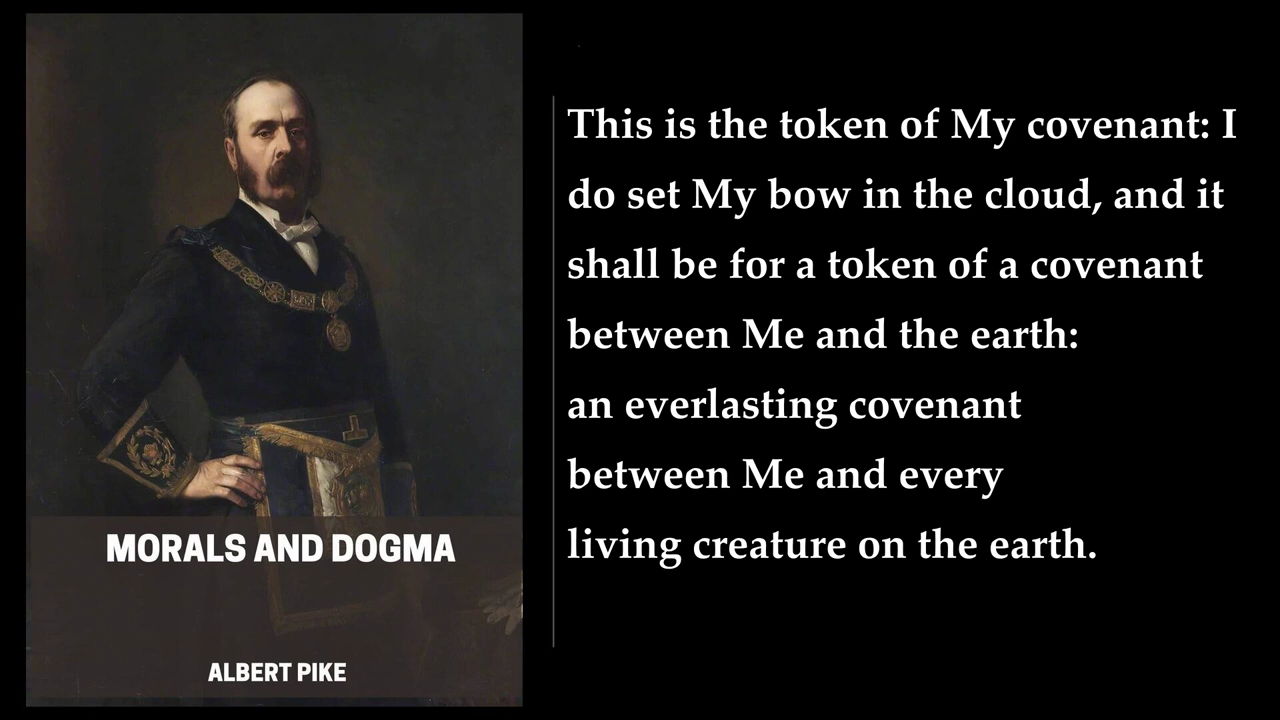 MORALS AND DOGMA
ALBERT PIKE
This is the token of My covenant: I
do set My bow in the cloud, and it
shall be for a token of a covenant
between Me and the earth:
an everlasting covenant
between Me and every
living creature on the earth.